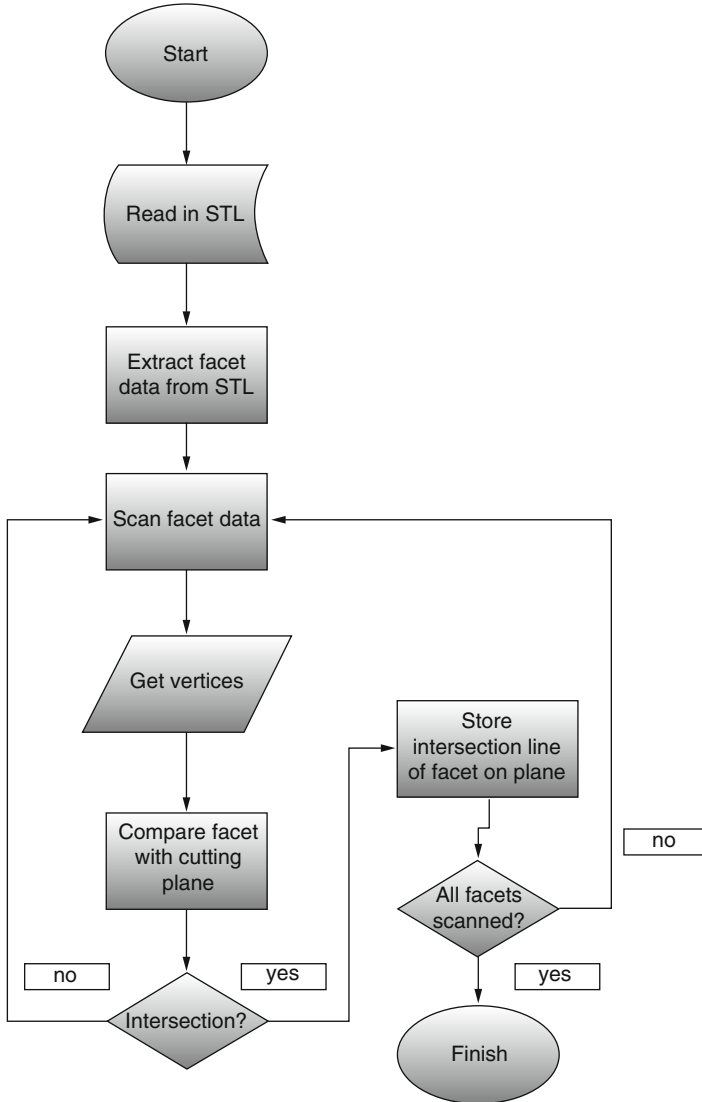 Start
Read in STL
Extract facet
data from STL
Scan facet data
Get vertices
Compare facet
with cutting
plane
no
yes
Intersection?
Store
intersection line
of facet on plane
no
All facets
scanned?
yes
Finish